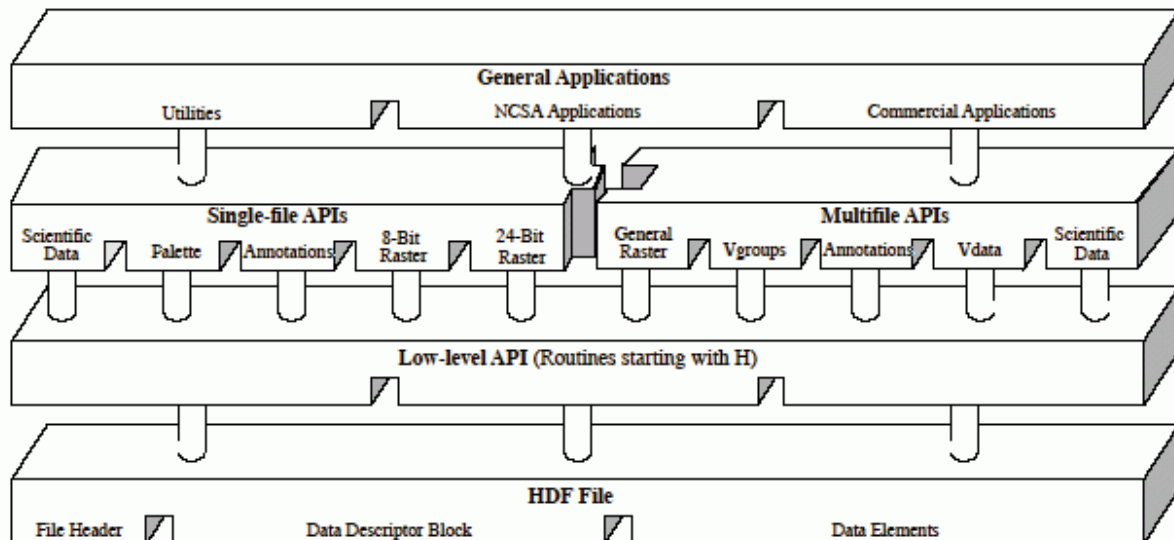 General Applications
Utilities
NCSA Applications
Commercial Applications
Single-file APIs
Scientific
Data
Palette
Annotations
8-Bit
Raster
24-Bit
Raster
Multifile APIs
General
Raster
Vgroups
Annotations
Vdata
Scientific
Data
Low-level API (Routines starting with H)
HDF File
File Header
Data Descriptor Block
Data Elements